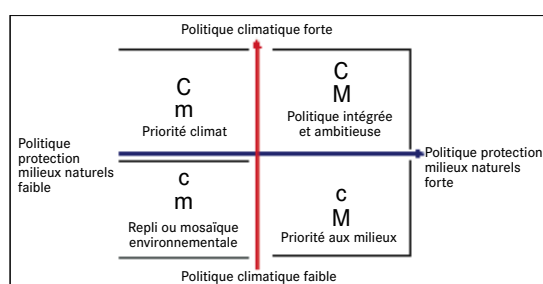 Politique climatique forte
C
m
Priorité climat
C
M
Politique intégrée
et ambitieuse
Politique
protection
milieux naturels
faible
Politique protection
milieux naturels
forte
c
m
Repli ou mosaïque
environnementale
c
M
Priorité aux milieux
Politique climatique faible